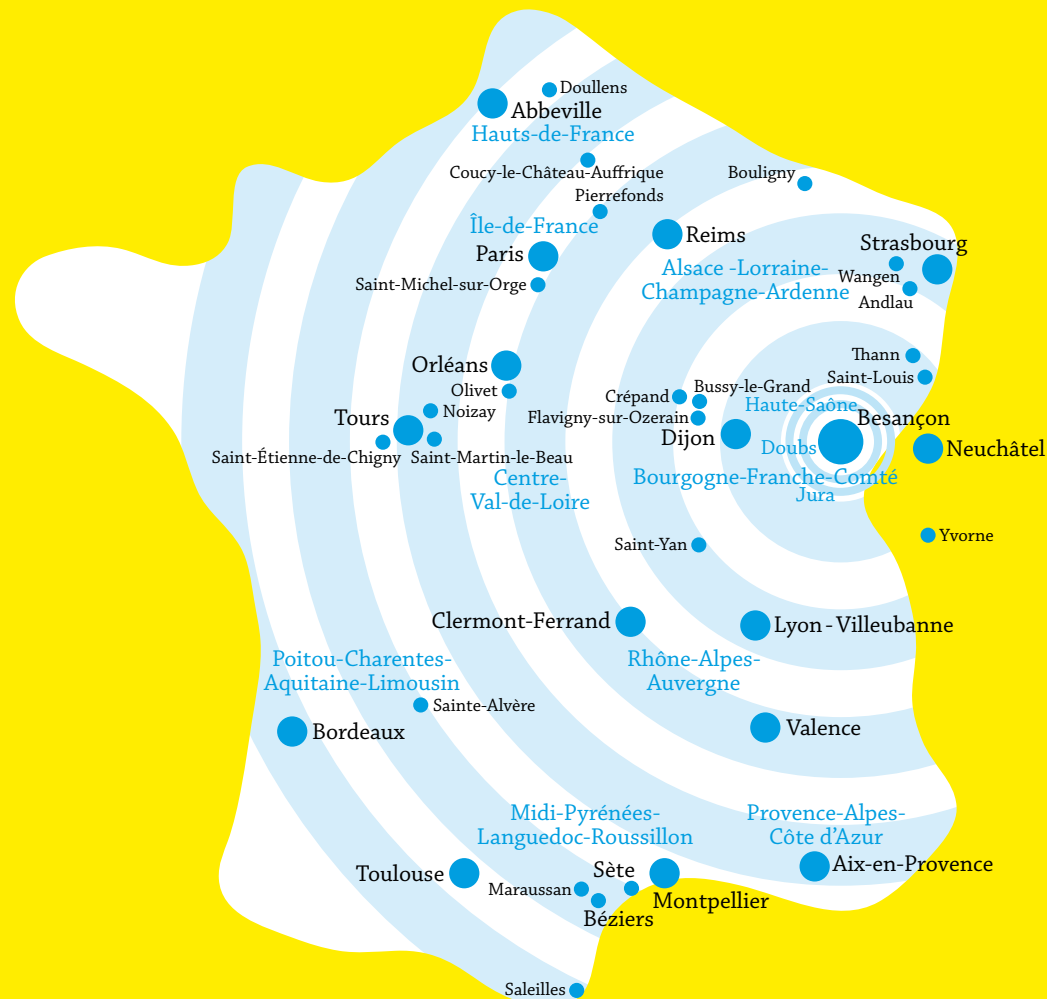 Doullens
Abbeville
Hauts-de-France
Coucy-le-Château-Auffrique
Bouligny
Pierrefonds
Île-de-France
Reims
Strasbourg
Paris
Alsace -Lorraine-
Champagne-Ardenne
Wangen
Saint-Michel-sur-Orge
Andlau
Thann
Orléans
Saint-Louis
Olivet
Crépand
Bussy-le-Grand
Haute-Saône
Noizay
Tours
Flavigny-sur-Ozerain
Besançon
Dijon
Doubs
Neuchâtel
Saint-Étienne-de-Chigny
Saint-Martin-le-Beau
Centre-
Val-de-Loire
Bourgogne-Franche-Comté
Jura
Yvorne
Saint-Yan
Clermont-Ferrand
Lyon - Villeubanne
Poitou-Charentes-
Aquitaine-Limousin
Rhône-Alpes-
Auvergne
Sainte-Alvère
Bordeaux
Valence
Midi-Pyrénées-
Languedoc-Roussillon
Provence-Alpes-
Côte d'Azur
Aix-en-Provence
Toulouse
Sète
Maraussan
Montpellier
Béziers
Saleilles